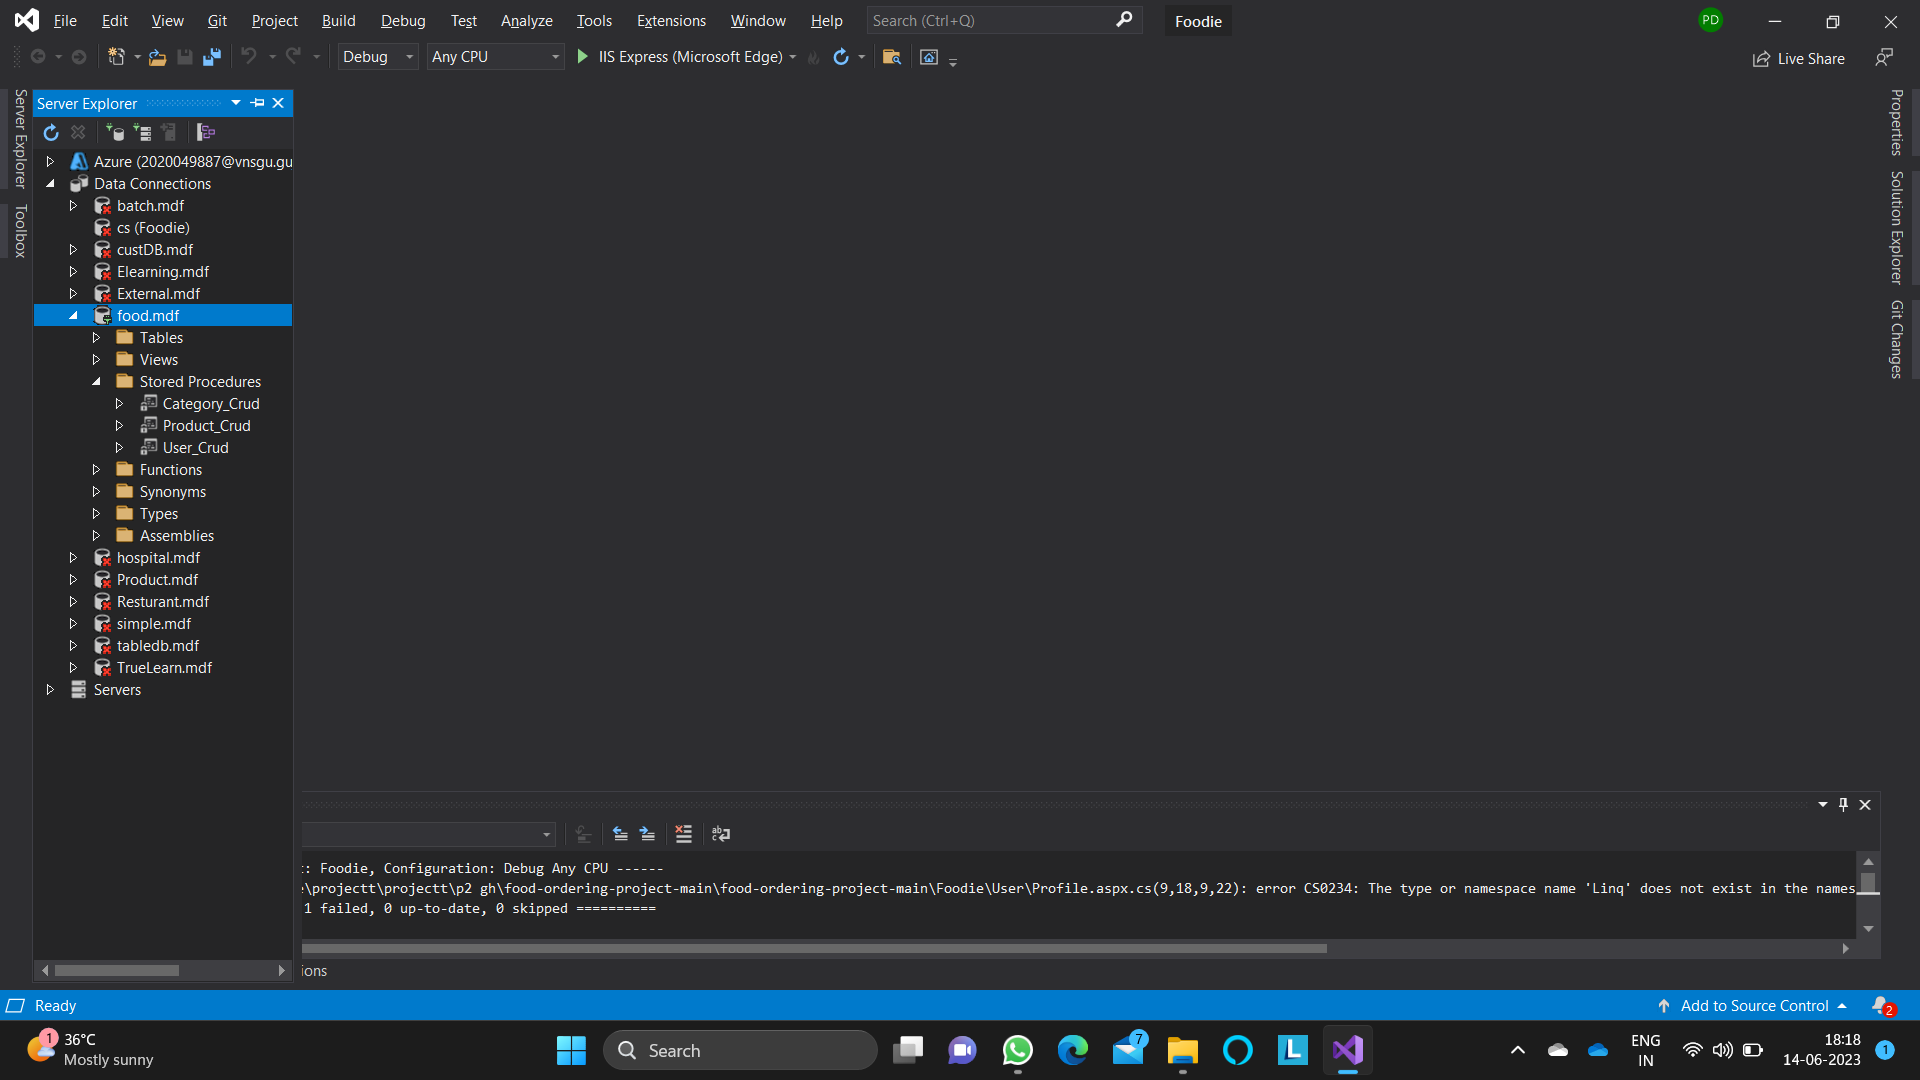 File Edit View Git Project Build Debug Test Analyze Tools Extensions Window Help Search (Ctrl+Q) Foodie PD
Debug Any CPU IIS Express (Microsoft Edge) Live Share
Server Explorer
Toolbox
Server Explorer
Azure (2020049887@vnsgu.gu
Data Connections
batch.mdf
cs (Foodie)
custDB.mdf
Elearning.mdf
External.mdf
food.mdf
Tables
Views
Stored Procedures
Category_Crud
Product_Crud
User_Crud
Functions
Synonyms
Types
Assemblies
hospital.mdf
Product.mdf
Resturant.mdf
simple.mdf
tabledb.mdf
TrueLearn.mdf
Servers
Properties
Solution Explorer
Git Changes
: Foodie, Configuration: Debug Any CPU ------
\projectt\projectt\p2 gh\food-ordering-project-main\food-ordering-project-main\Foodie\User\Profile.aspx.cs(9,18,9,22): error CS0234: The type or namespace name 'Linq' does not exist in the names
1 failed, 0 up-to-date, 0 skipped ==========
ions
Ready Add to Source Control 2
1 36°C
Mostly sunny
Search
7
L
ENG
IN
18:18
14-06-2023
1